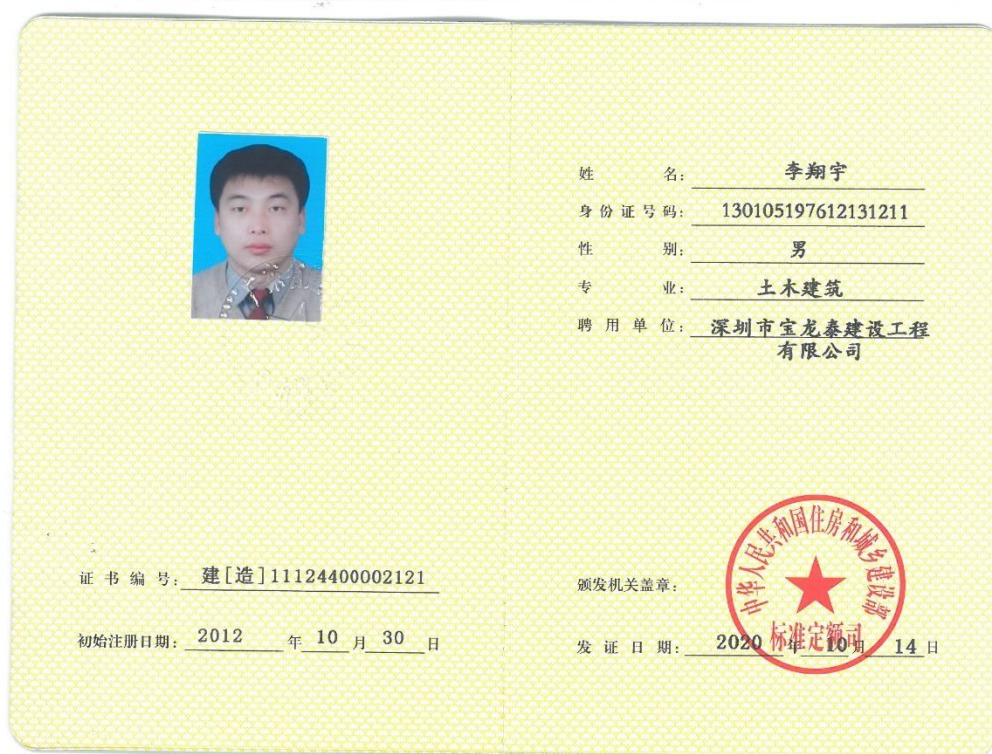 证书编号: 建[造]11124400002121
初始注册日期: 2012 年 10 月 30 日
姓名: 李翔宇
身份证号码: 130105197612131211
性别: 男
专业: 土木建筑
聘用单位: 深圳市宝龙泰建设工程
有限公司
颁发机关盖章:
中华人民共和国住房和城乡建设部
标准定额司
发证日期: 2020 年 10 月 14 日